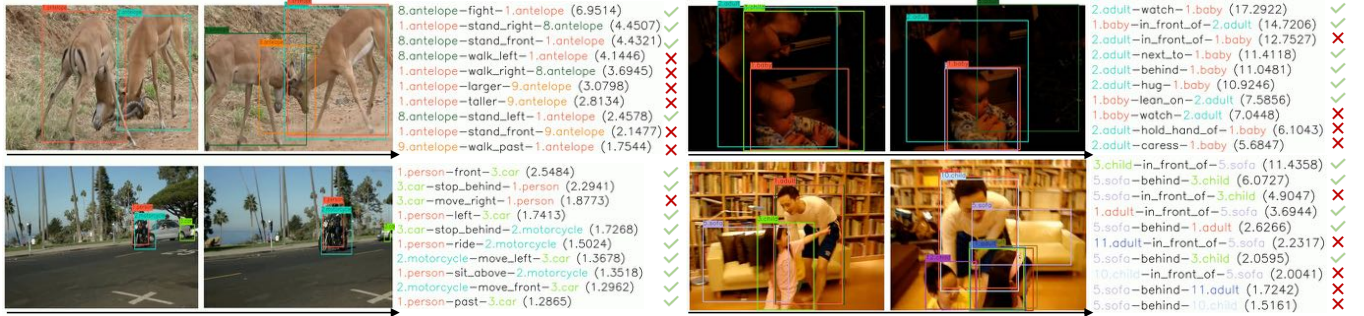 8.antelope-fight-1.antelope (6.9514)
1.antelope-stand_right-8.antelope (4.4507)
8.antelope-stand_front-1.antelope (4.4321)
8.antelope-walk_left-1.antelope (4.1446)
1.antelope-walk_right-8.antelope (3.6945)
1.antelope-larger-9.antelope (3.0798)
1.antelope-taller-9.antelope (2.8134)
8.antelope-stand_left-1.antelope (2.4578)
1.antelope-stand_front-9.antelope (2.1477)
9.antelope-walk_past-1.antelope (1.7544)
1.baby
1.baby
2.adult-watch-1.baby (17.2922)
1.baby-in_front_of-2.adult (14.7206)
2.adult-in_front_of-1.baby (12.7527)
2.adult-next_to-1.baby (11.4118)
2.adult-behind-1.baby (11.0481)
2.adult-hug-1.baby (10.9246)
1.baby-lean_on-2.adult (7.5856)
1.baby-watch-2.adult (7.0448)
2.adult-hold_hand_of-1.baby (6.1043)
2.adult-caress-1.baby (5.6847)
1.person-front-3.car (2.5484)
3.car-stop_behind-1.person (2.2941)
3.car-move_right-1.person (1.8773)
1.person-left-3.car (1.7413)
3.car-stop_behind-2.motorcycle (1.7268)
1.person-ride-2.motorcycle (1.5024)
2.motorcycle-move_left-3.car (1.3678)
1.person-sit_above-2.motorcycle (1.3518)
2.motorcycle-move_front-3.car (1.2962)
1.person-past-3.car (1.2865)
10.child
3.child-in_front_of-5.sofa (11.4358)
5.sofa-behind-3.child (6.0727)
5.sofa-in_front_of-3.child (4.9047)
1.adult-in_front_of-5.sofa (3.6944)
5.sofa-behind-1.adult (2.6266)
11.adult-in_front_of-5.sofa (2.2317)
5.sofa-behind-3.child (2.0595)
10.child-in_front_of-5.sofa (2.0041)
5.sofa-behind-11.adult (1.7242)
5.sofa-behind-10.child (1.5161)